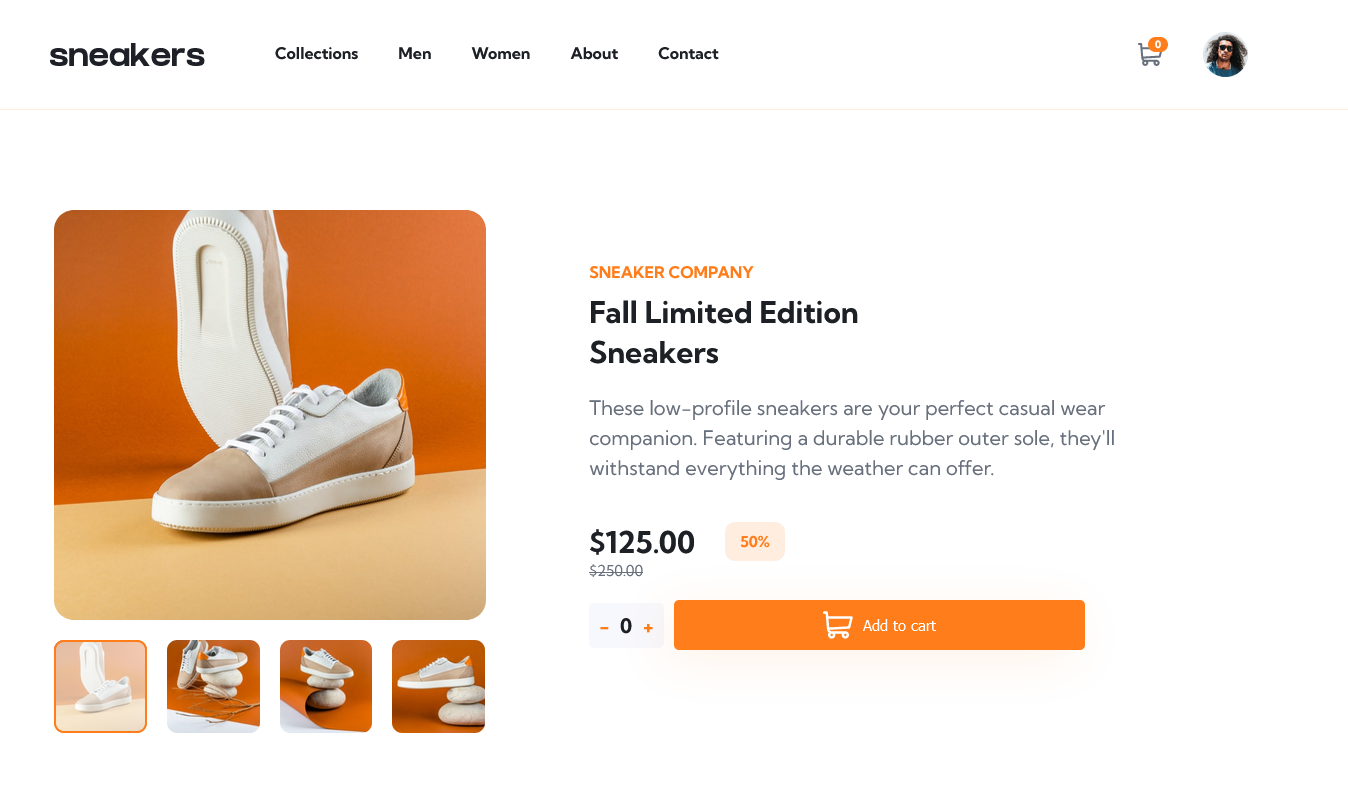 sneakers
Collections Men Women About Contact
0
SNEAKER COMPANY
Fall Limited Edition
Sneakers
These low-profile sneakers are your perfect casual wear
companion. Featuring a durable rubber outer sole, they'll
withstand everything the weather can offer.
$125.00 50%
$250.00
- 0 + Add to cart